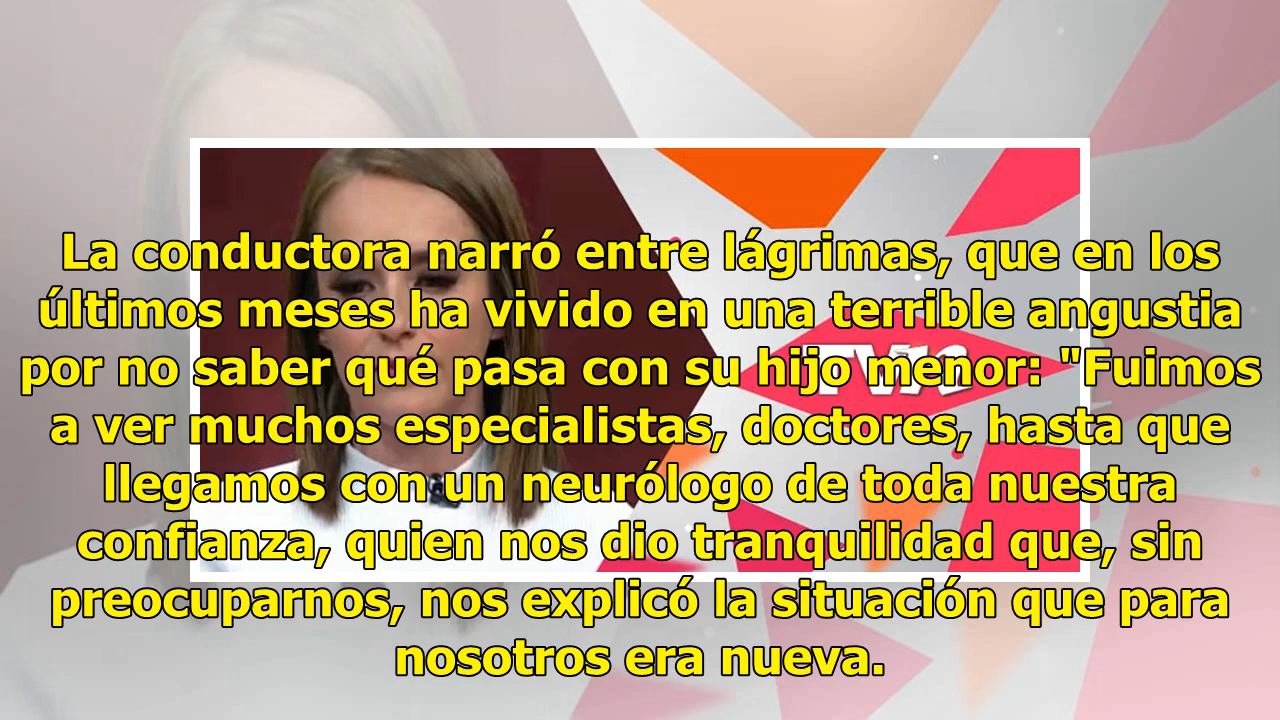 La conductora narró entre lágrimas, que en los
últimos meses ha vivido en una terrible angustia
por no saber qué pasa con su hijo menor: "Fuimos
a ver muchos especialistas, doctores, hasta que
llegamos con un neurólogo de toda nuestra
confianza, quien nos dio tranquilidad que, sin
preocuparnos, nos explicó la situación que para
nosotros era nueva.